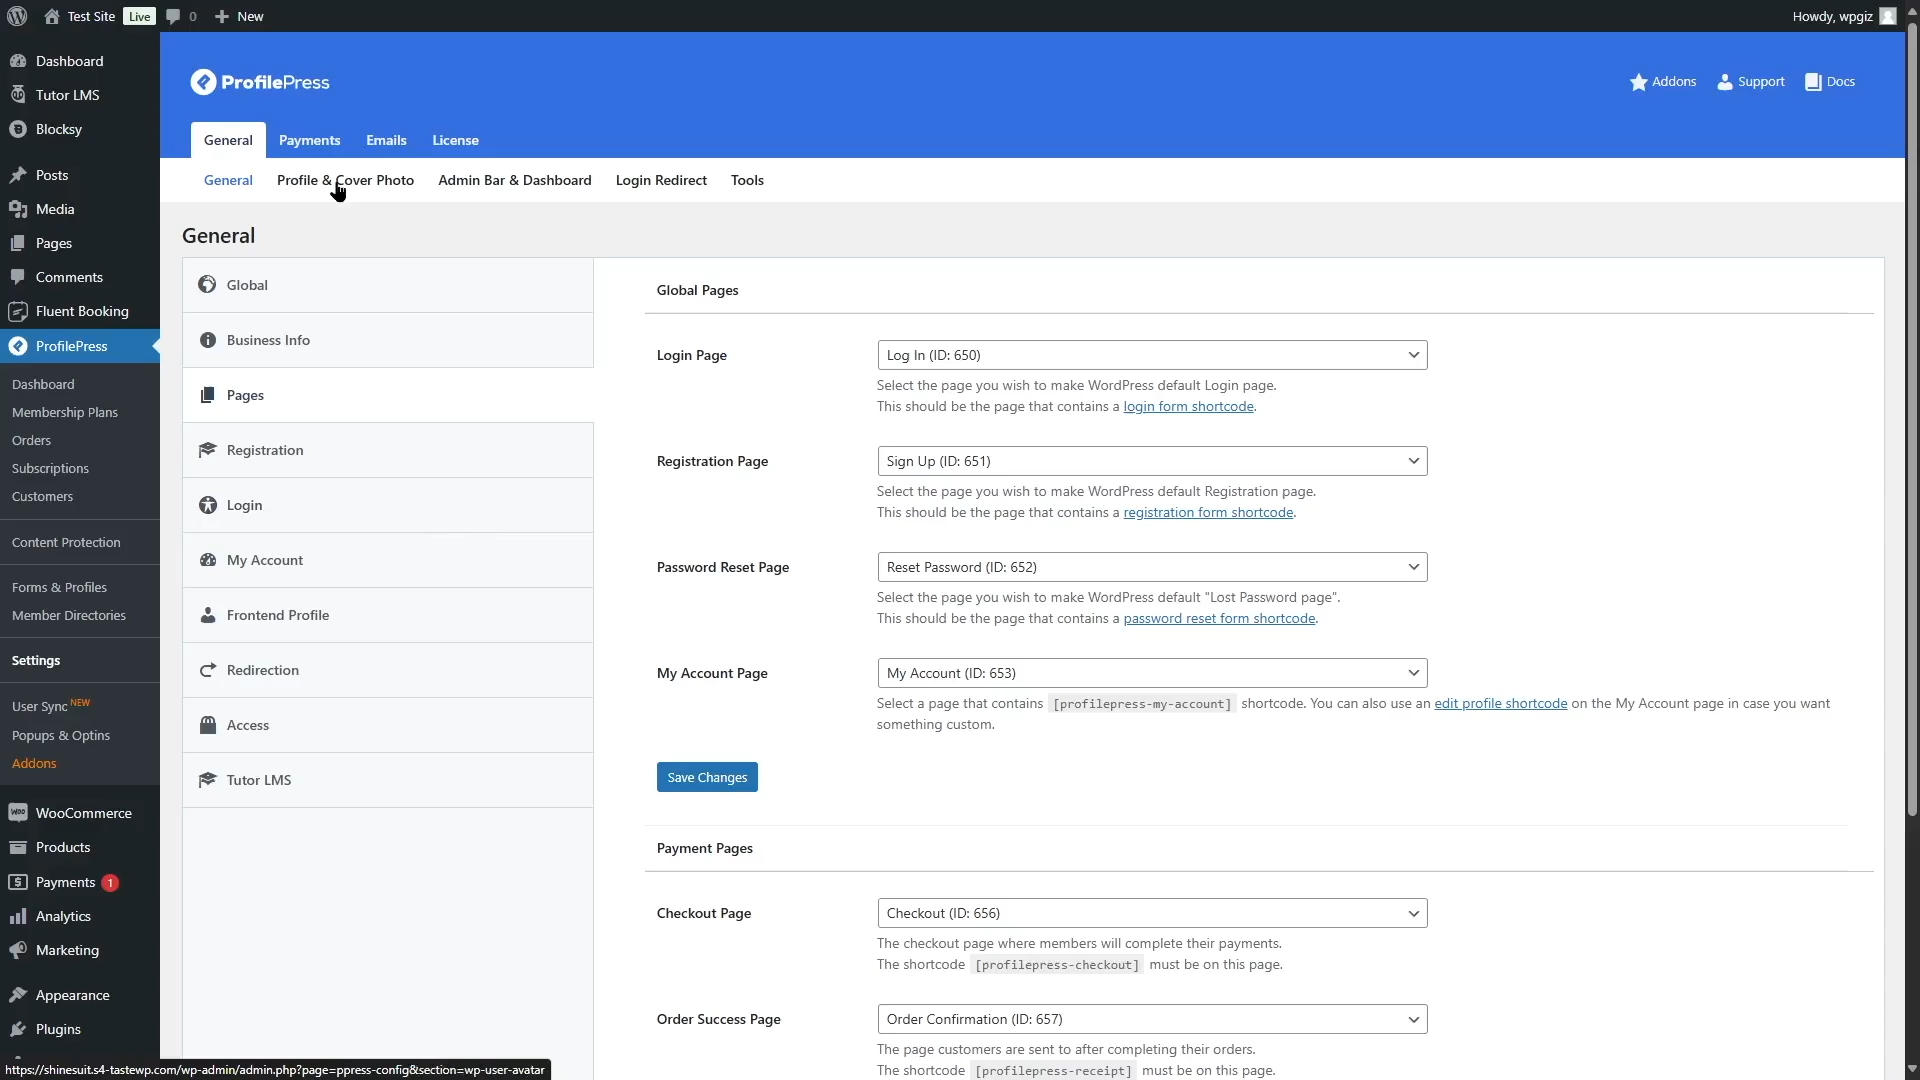 Test Site Live 0 New Howdy, wpgiz
Dashboard
Tutor LMS
Blocksy
Posts
Media
Pages
Comments
Fluent Booking
ProfilePress
Dashboard
Membership Plans
Orders
Subscriptions
Customers
Content Protection
Forms & Profiles
Member Directories
Settings
User Sync NEW
Popups & Optins
Addons
WooCommerce
Products
Payments 1
Analytics
Marketing
Appearance
Plugins
ProfilePress
Addons Support Docs
General Payments Emails License
General Profile & Cover Photo Admin Bar & Dashboard Login Redirect Tools
General
Global
Business Info
Pages
Registration
Login
My Account
Frontend Profile
Redirection
Access
Tutor LMS
Global Pages
Login Page Log In (ID: 650)
Select the page you wish to make WordPress default Login page.
This should be the page that contains a login form shortcode.
Registration Page Sign Up (ID: 651)
Select the page you wish to make WordPress default Registration page.
This should be the page that contains a registration form shortcode.
Password Reset Page Reset Password (ID: 652)
Select the page you wish to make WordPress default "Lost Password page".
This should be the page that contains a password reset form shortcode.
My Account Page My Account (ID: 653)
Select a page that contains [profilepress-my-account] shortcode. You can also use an edit profile shortcode on the My Account page in case you want
something custom.
Save Changes
Payment Pages
Checkout Page Checkout (ID: 656)
The checkout page where members will complete their payments.
The shortcode [profilepress-checkout] must be on this page.
Order Success Page Order Confirmation (ID: 657)
The page customers are sent to after completing their orders.
The shortcode [profilepress-receipt] must be on this page.
https://shinesuit.s4-tastewp.com/wp-admin/admin.php?page=ppress-config&section=wp-user-avatar